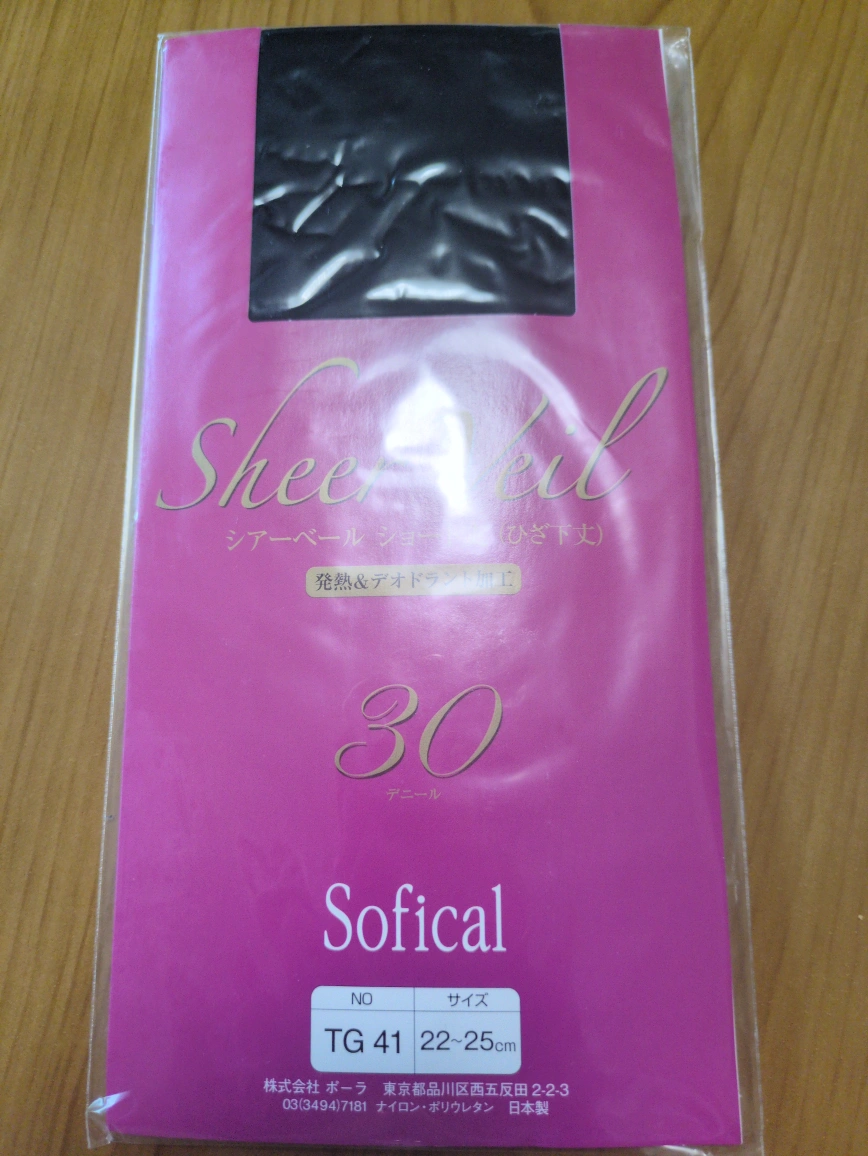 Sheer Veil
シアーベール ショー (ひざ下丈)
発熱&デオドラント加工
30
デニール
Sofical
NO サイズ
TG 41 22~25cm
株式会社 ポーラ 東京都品川区西五反田 2-2-3
03(3494)7181 ナイロン・ポリウレタン 日本製